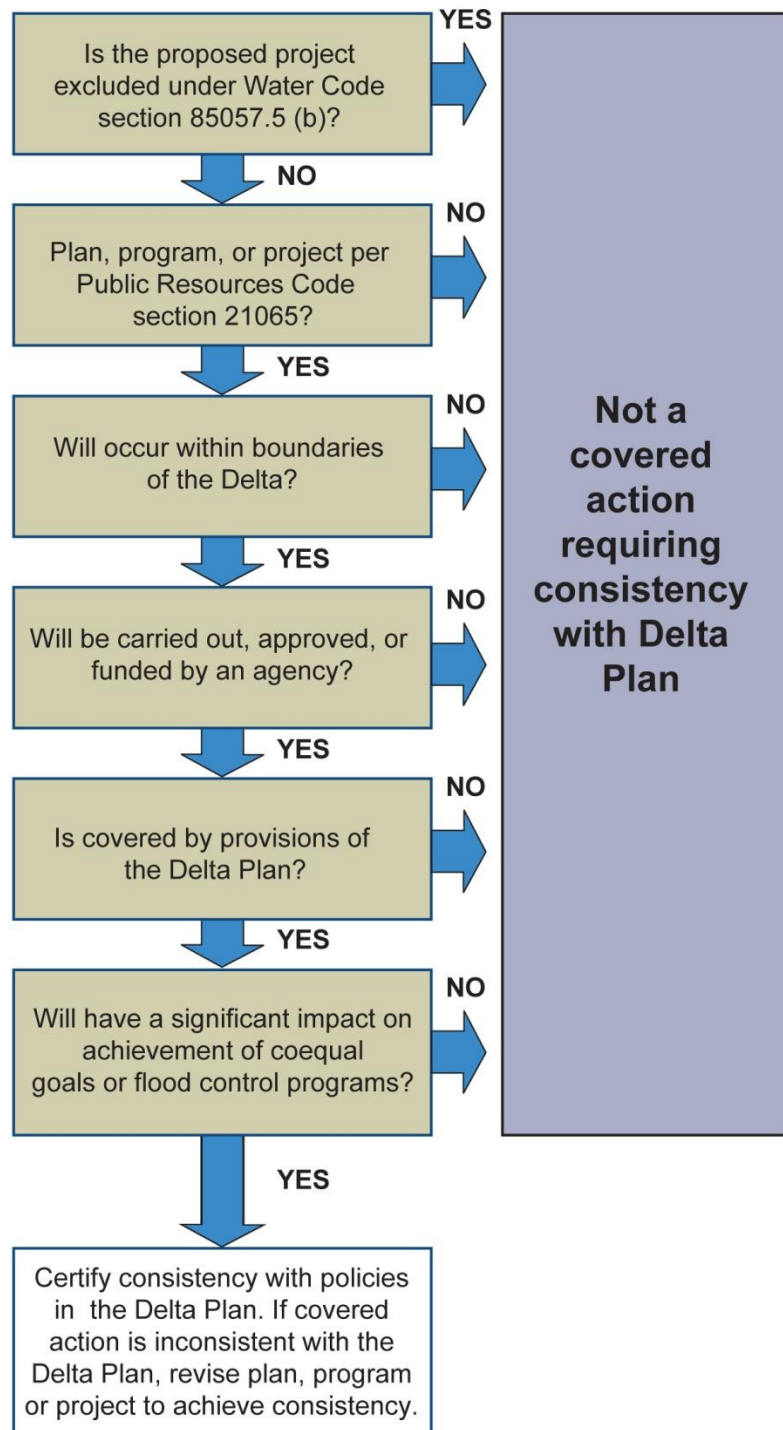 Is the proposed project
excluded under Water Code
section 85057.5 (b)?
YES
NO
Plan, program, or project per
Public Resources Code
section 21065?
NO
YES
Will occur within boundaries
of the Delta?
NO
YES
Will be carried out, approved, or
funded by an agency?
NO
YES
Is covered by provisions of
the Delta Plan?
NO
YES
Will have a significant impact on
achievement of coequal
goals or flood control programs?
NO
YES
Not a
covered
action
requiring
consistency
with Delta
Plan
Certify consistency with policies
in the Delta Plan. If covered
action is inconsistent with the
Delta Plan, revise plan, program
or project to achieve consistency.